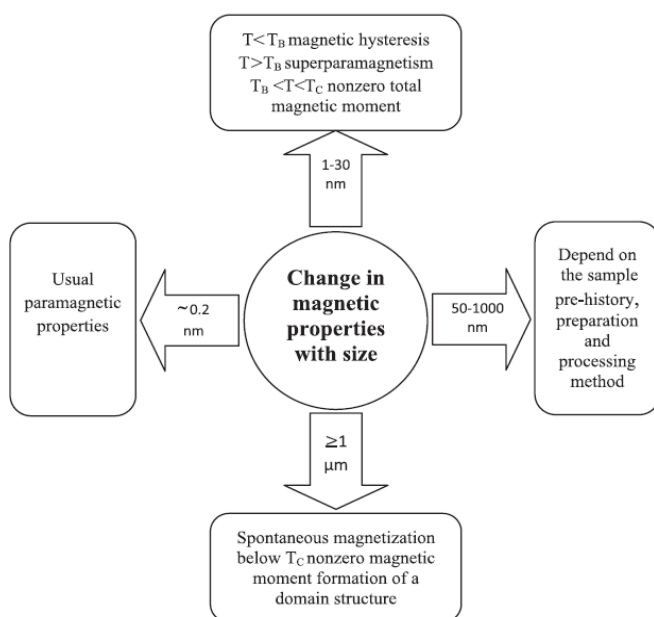 T<T_B magnetic hysteresis
T>T_B superparamagnetism
T_B <T<T_C nonzero total
magnetic moment
1-30
nm
Usual
paramagnetic
properties
~0.2
nm
Change in
magnetic
properties
with size
50-1000
nm
Depend on
the sample
pre-history,
preparation
and
processing
method
≥1
μm
Spontaneous magnetization
below T_C nonzero magnetic
moment formation of a
domain structure